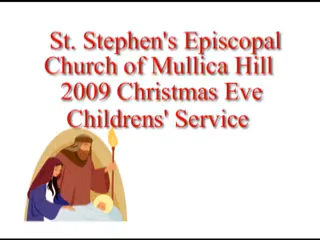 St. Stephen's Episcopal
Church of Mullica Hill
2009 Christmas Eve
Childrens' Service